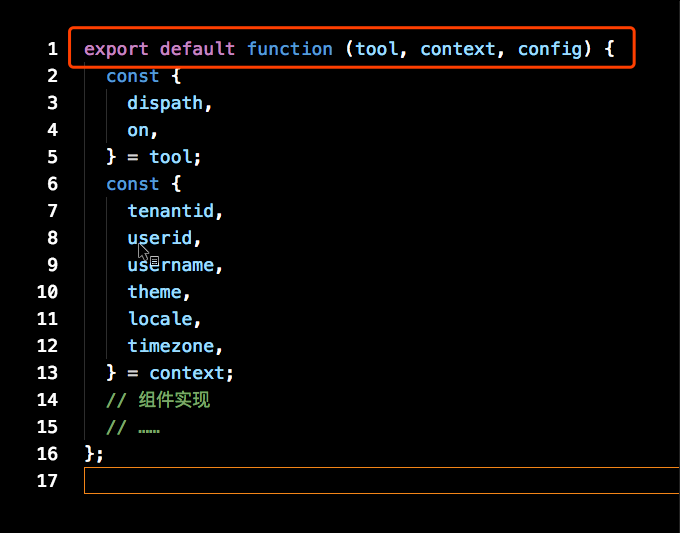 1 export default function (tool, context, config) {
2 const {
3 dispath,
4 on,
5 } = tool;
6 const {
7 tenantid,
8 userid,
9 username,
10 theme,
11 locale,
12 timezone,
13 } = context;
14 // 组件实现
15 // ……
16 };
17